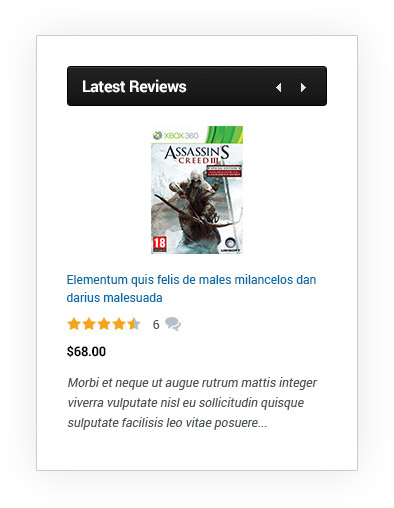 Latest Reviews
XBOX 360
ASSASSIN'S
CREED III
18
UBISOFT
Elementum quis felis de males milancelos dan
darius malesuada
6
$68.00
Morbi et neque ut augue rutrum mattis integer
viverra vulputate nisl eu sollicitudin quisque
sulputate facilisis leo vitae posuere...